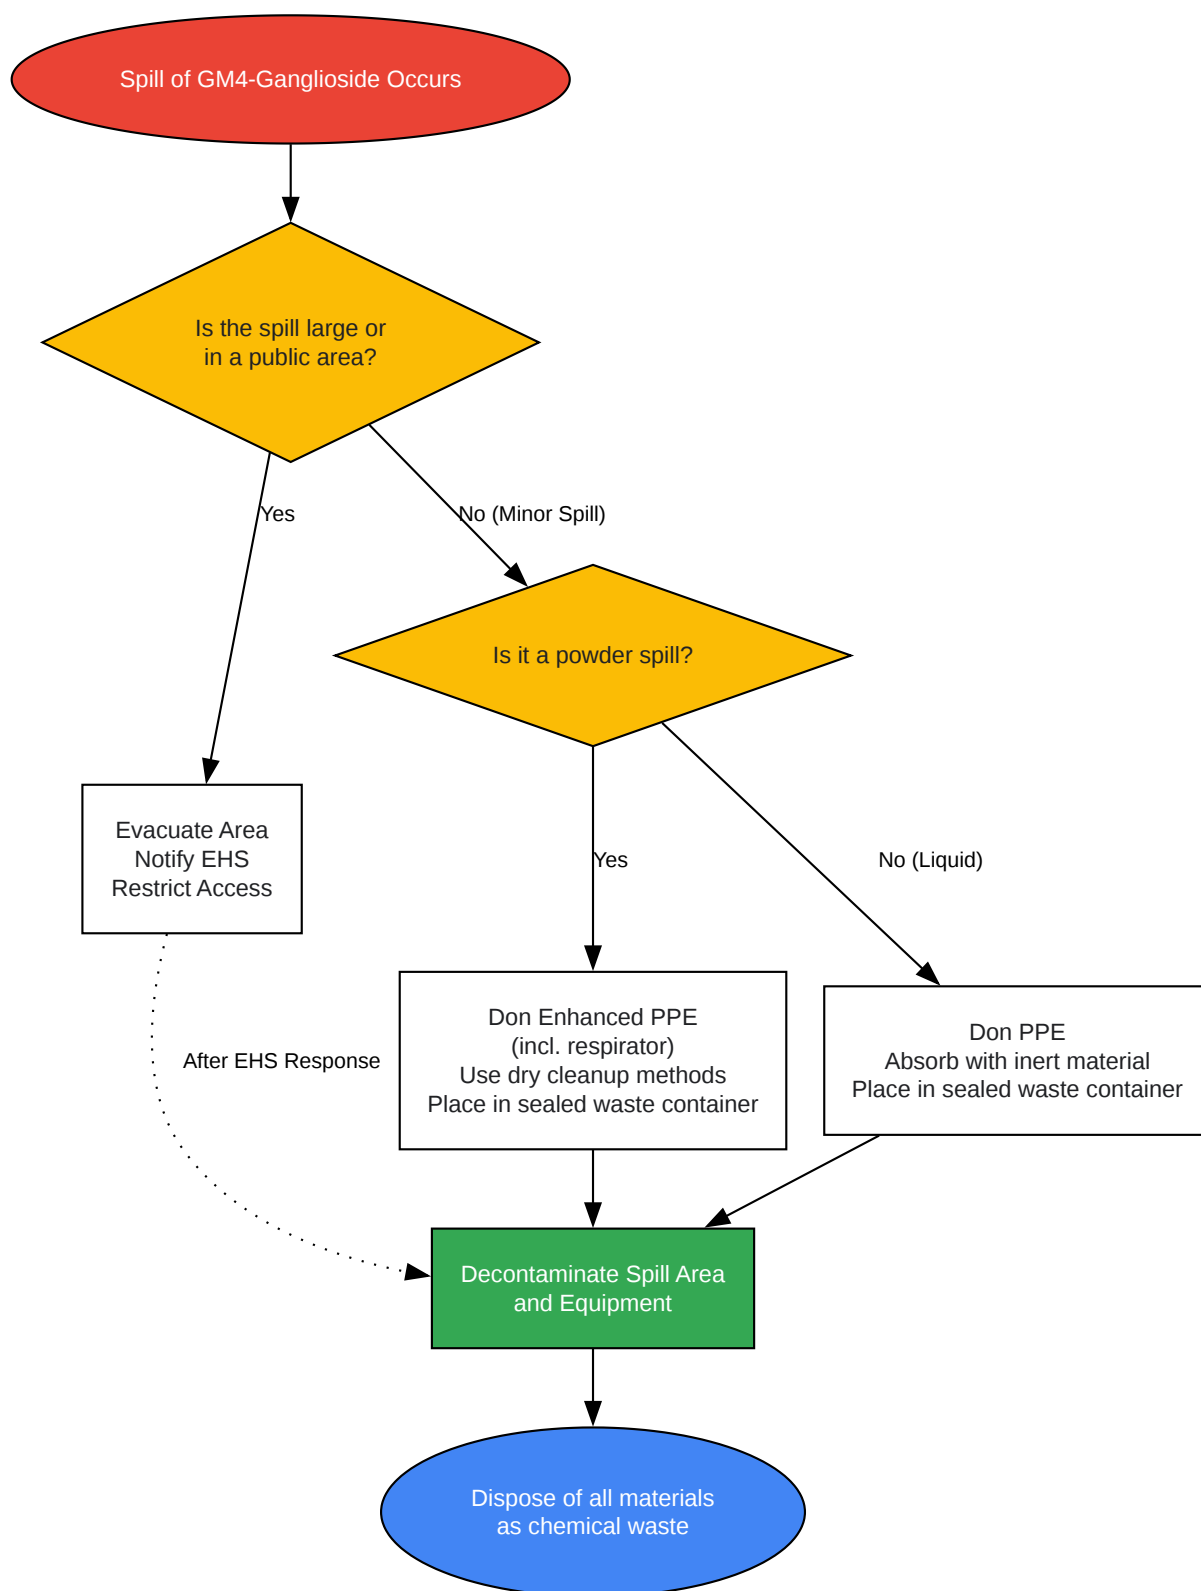 Spill of GM4-Ganglioside Occurs
Is the spill large or
in a public area?
Yes
No (Minor Spill)
Is it a powder spill?
Evacuate Area
Notify EHS
Restrict Access
Yes
No (Liquid)
Don Enhanced PPE
(incl. respirator)
Use dry cleanup methods
Place in sealed waste container
Don PPE
Absorb with inert material
Place in sealed waste container
After EHS Response
Decontaminate Spill Area
and Equipment
Dispose of all materials
as chemical waste